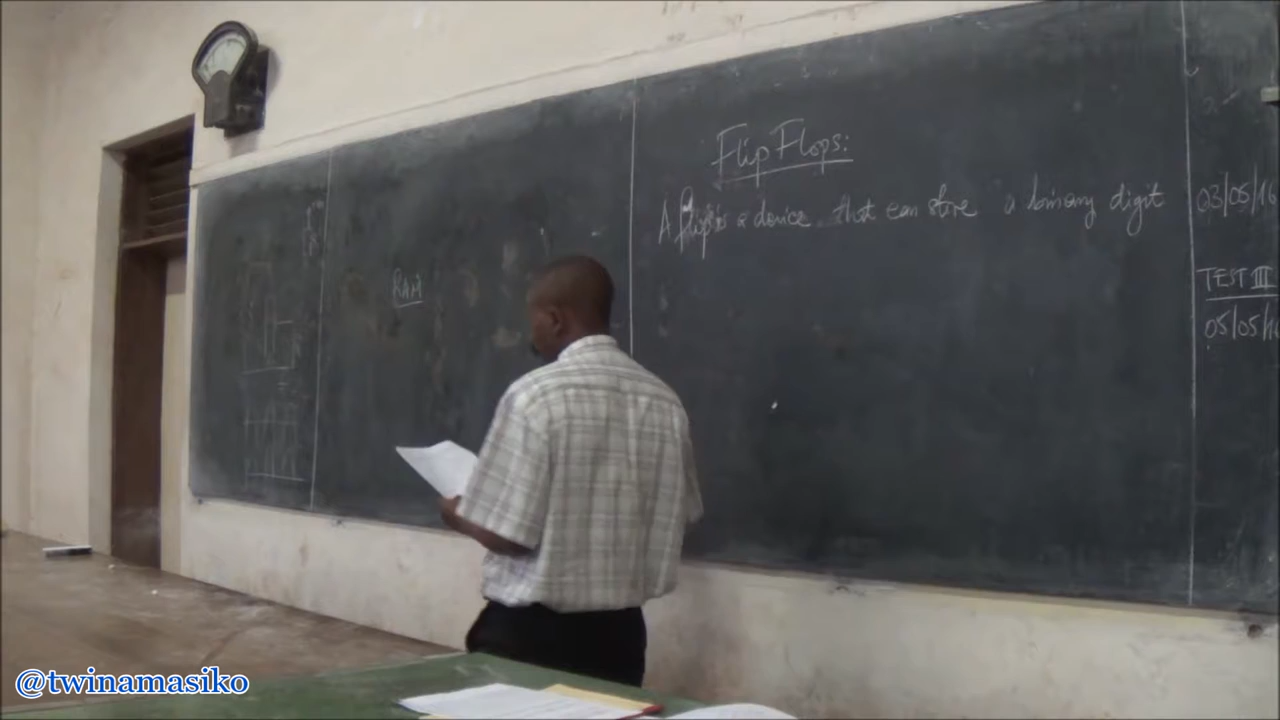 Flip Flops:
A flipflop is a device that can store a binary digit
RAM
03/05/16
TEST III
05/05/16
@twinamasiko